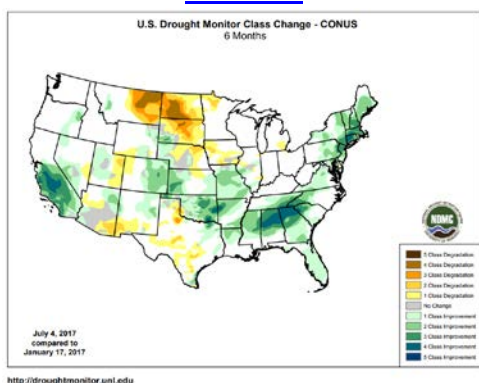 U.S. Drought Monitor Class Change - CONUS
6 Months
NDMC
5 Class Degradation
4 Class Degradation
3 Class Degradation
2 Class Degradation
1 Class Degradation
No Change
1 Class Improvement
2 Class Improvement
3 Class Improvement
4 Class Improvement
5 Class Improvement
July 4, 2017
compared to
January 17, 2017
http://droughtmonitor.unl.edu